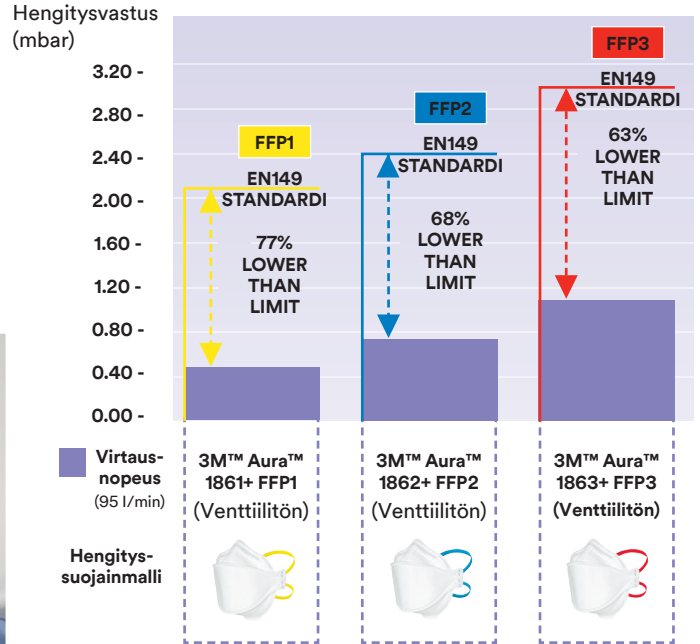 Hengitysvastus
(mbar)
3.20 -
2.80 -
2.40 -
2.00 -
1.60 -
1.20 -
0.80 -
0.40 -
0.00 -
FFP1
EN149
STANDARDI
77%
LOWER
THAN
LIMIT
FFP2
EN149
STANDARDI
68%
LOWER
THAN
LIMIT
FFP3
EN149
STANDARDI
63%
LOWER
THAN
LIMIT
Virtaus-
nopeus
(95 l/min)
3M™ Aura™
1861+ FFP1
(Venttiilitön)
3M™ Aura™
1862+ FFP2
(Venttiilitön)
3M™ Aura™
1863+ FFP3
(Venttiilitön)
Hengitys-
suojainmalli